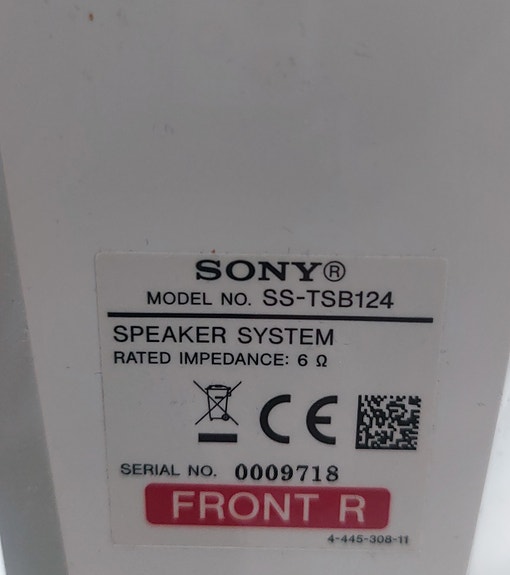 SONY®
MODEL NO. SS-TSB124
SPEAKER SYSTEM
RATED IMPEDANCE: 6 Ω
CE
SERIAL NO. 0009718
FRONT R
4-445-308-11